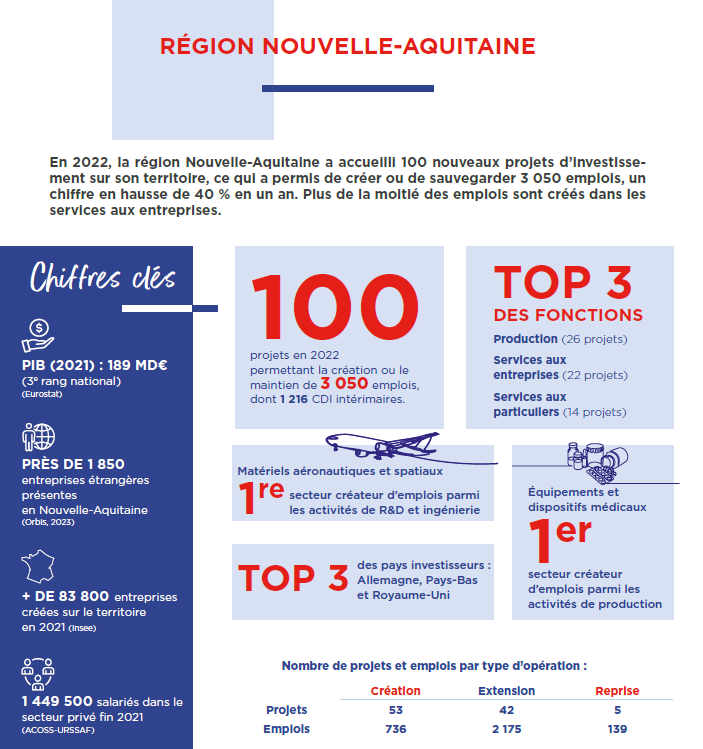 RÉGION NOUVELLE-AQUITAINE
En 2022, la région Nouvelle-Aquitaine a accueilli 100 nouveaux projets d'investisse-
ment sur son territoire, ce qui a permis de créer ou de sauvegarder 3 050 emplois, un
chiffre en hausse de 40 % en un an. Plus de la moitié des emplois sont créés dans les
services aux entreprises.
Chiffres clés
PIB (2021) : 189 MD€
(3e rang national)
(Eurostat)
PRÈS DE 1 850
entreprises étrangères
présentes
en Nouvelle-Aquitaine
(Orbis, 2023)
+ DE 83 800 entreprises
créées sur le territoire
en 2021 (Insee)
1 449 500 salariés dans le
secteur privé fin 2021
(ACOSS-URSSAF)
100
projets en 2022
permettant la création ou le
maintien de 3 050 emplois,
dont 1 216 CDI intérimaires.
TOP 3
DES FONCTIONS
Production (26 projets)
Services aux
entreprises (22 projets)
Services aux
particuliers (14 projets)
Matériels aéronautiques et spatiaux
1re secteur créateur d'emplois parmi
les activités de R&D et ingénierie
TOP 3
des pays investisseurs :
Allemagne, Pays-Bas
et Royaume-Uni
Équipements et
dispositifs médicaux
1er
secteur créateur
d'emplois parmi les
activités de production
Nombre de projets et emplois par type d'opération :
Création Extension Reprise
Projets 53 42 5
Emplois 736 2 175 139